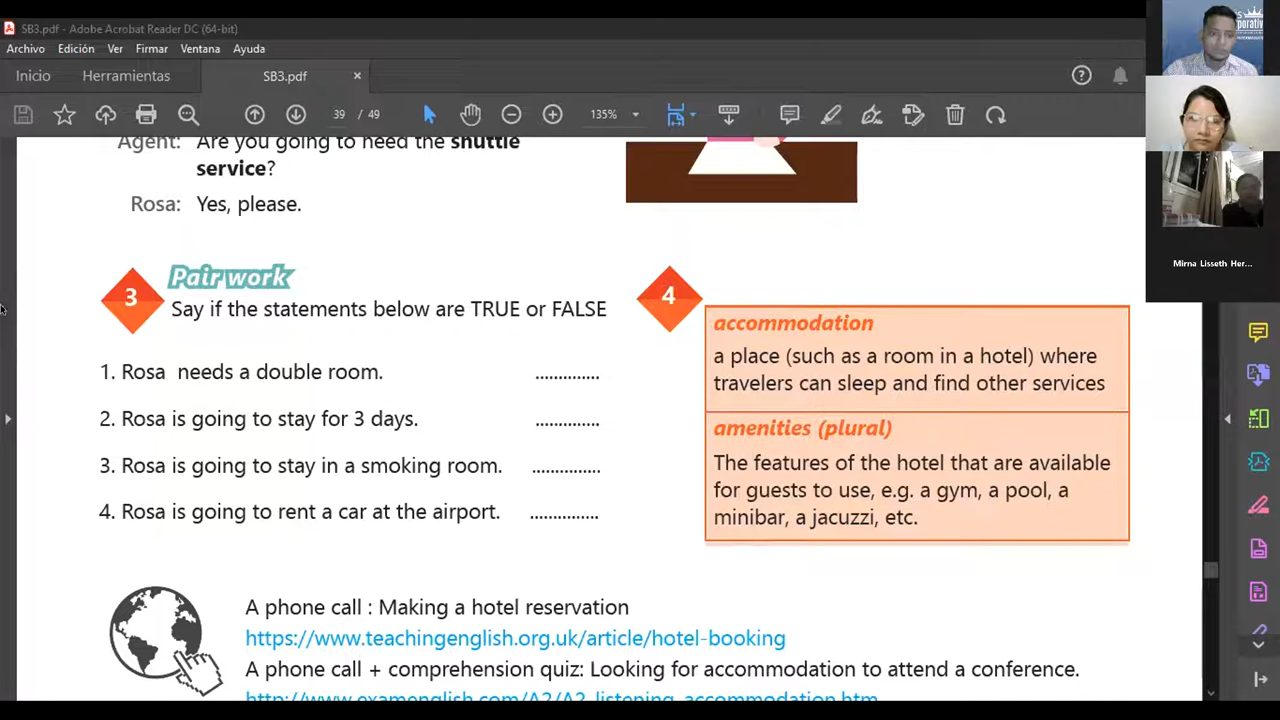 SB3.pdf - Adobe Acrobat Reader DC (64-bit)
Archivo Edición Ver Firmar Ventana Ayuda
Inicio Herramientas SB3.pdf
39 / 49 135%
Agent: Are you going to need the shuttle
service?
Rosa: Yes, please.
3 Pair work
Say if the statements below are TRUE or FALSE
1. Rosa needs a double room. .............
2. Rosa is going to stay for 3 days. .............
3. Rosa is going to stay in a smoking room. ..............
4. Rosa is going to rent a car at the airport. ..............
4
accommodation
a place (such as a room in a hotel) where
travelers can sleep and find other services
amenities (plural)
The features of the hotel that are available
for guests to use, e.g. a gym, a pool, a
minibar, a jacuzzi, etc.
A phone call : Making a hotel reservation
https://www.teachingenglish.org.uk/article/hotel-booking
A phone call + comprehension quiz: Looking for accommodation to attend a conference.
http://www.examenglish.com/A2/A2_listening_accommodation.htm
Mirna Lisseth Her...